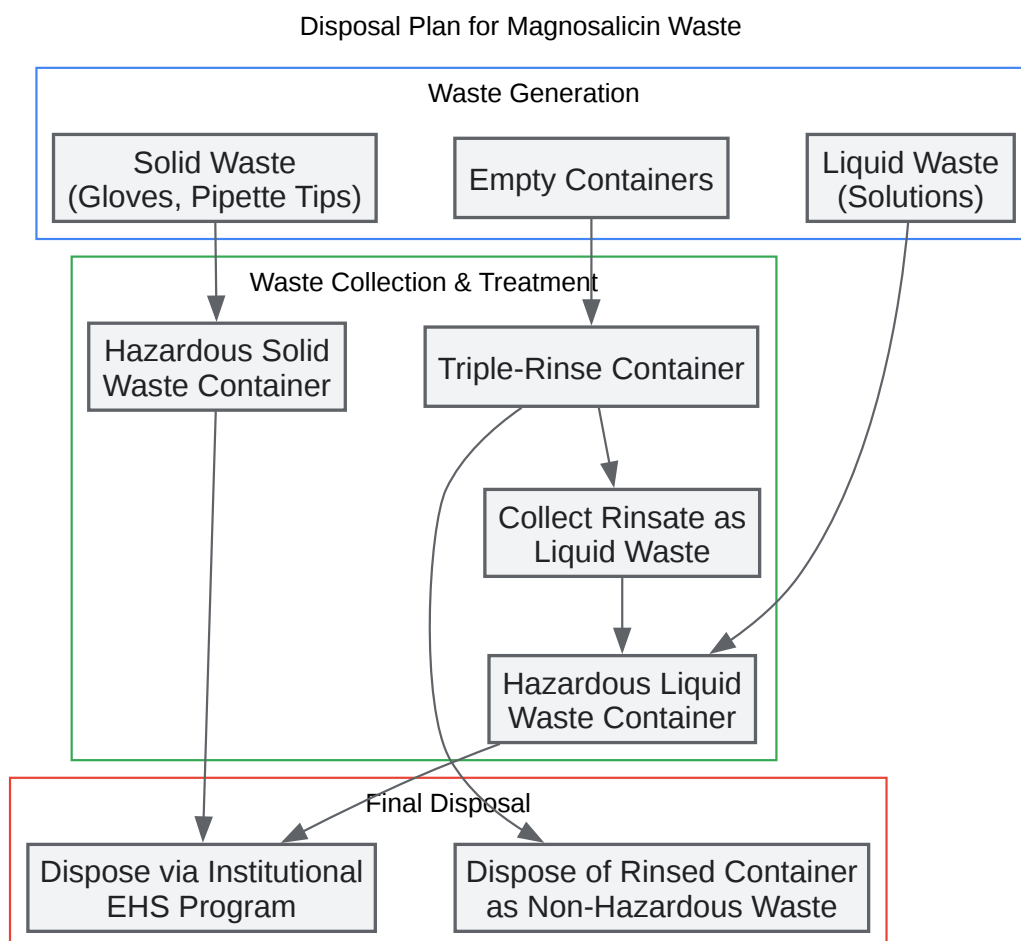 Disposal Plan for Magnosalicin Waste
Waste Generation
Solid Waste
(Gloves, Pipette Tips)
Empty Containers
Liquid Waste
(Solutions)
Waste Collection & Treatment
Hazardous Solid
Waste Container
Triple-Rinse Container
Collect Rinsate as
Liquid Waste
Hazardous Liquid
Waste Container
Final Disposal
Dispose via Institutional
EHS Program
Dispose of Rinsed Container
as Non-Hazardous Waste